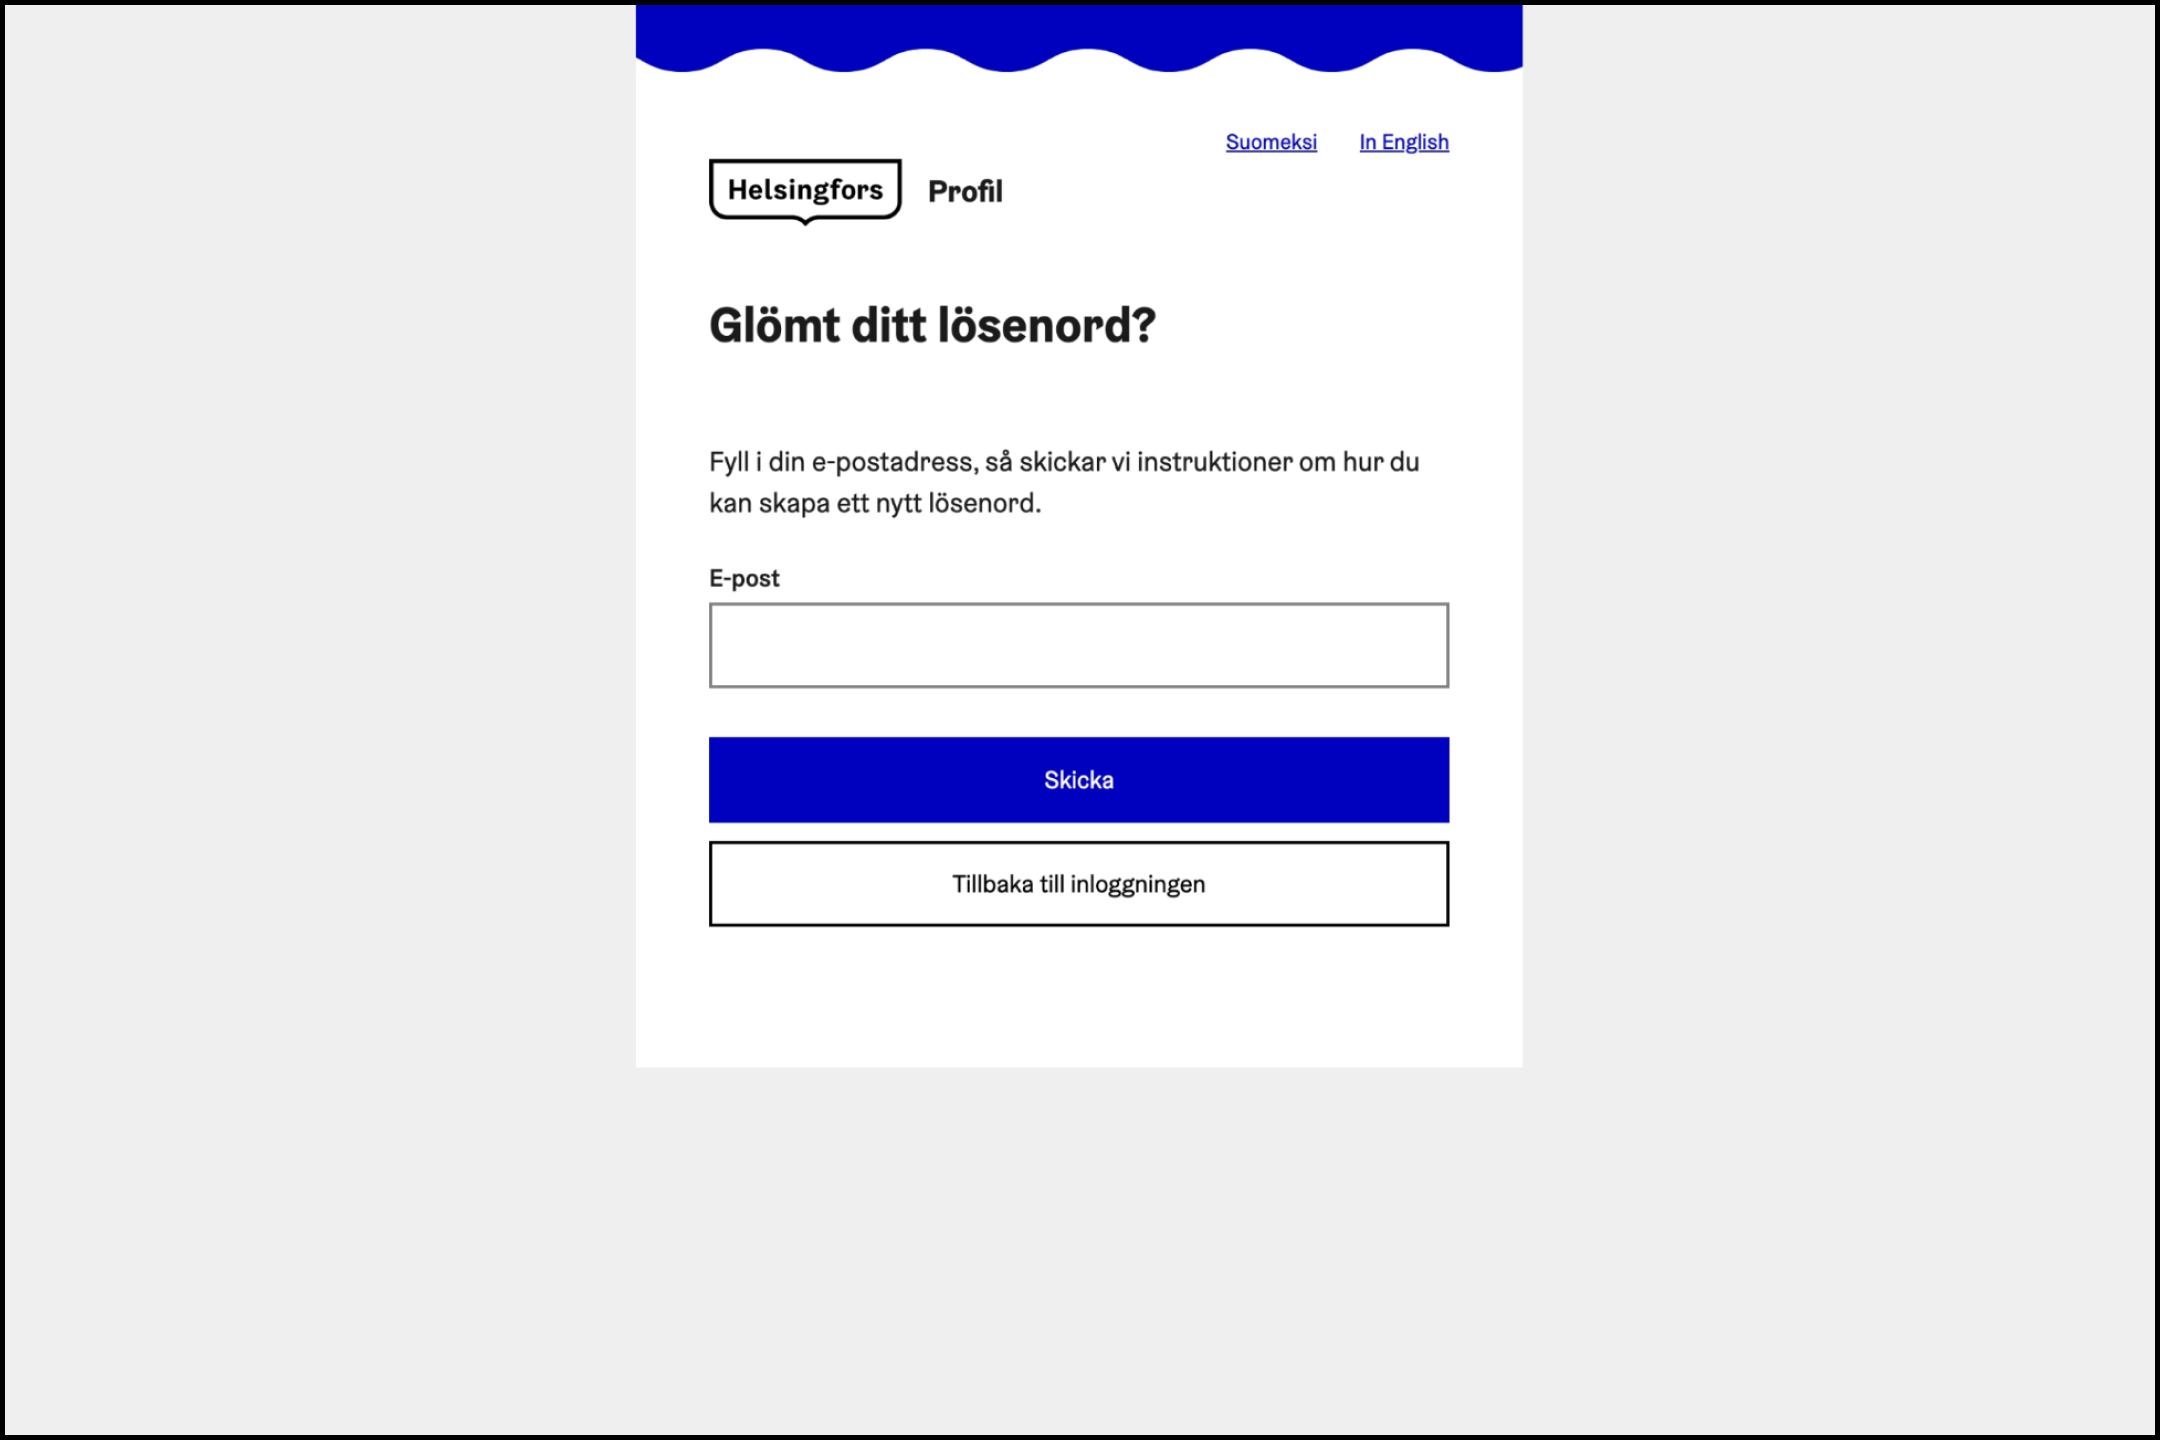 Suomeksi In English
Helsingfors Profil
Glömt ditt lösenord?
Fyll i din e-postadress, så skickar vi instruktioner om hur du
kan skapa ett nytt lösenord.
E-post
Skicka
Tillbaka till inloggningen